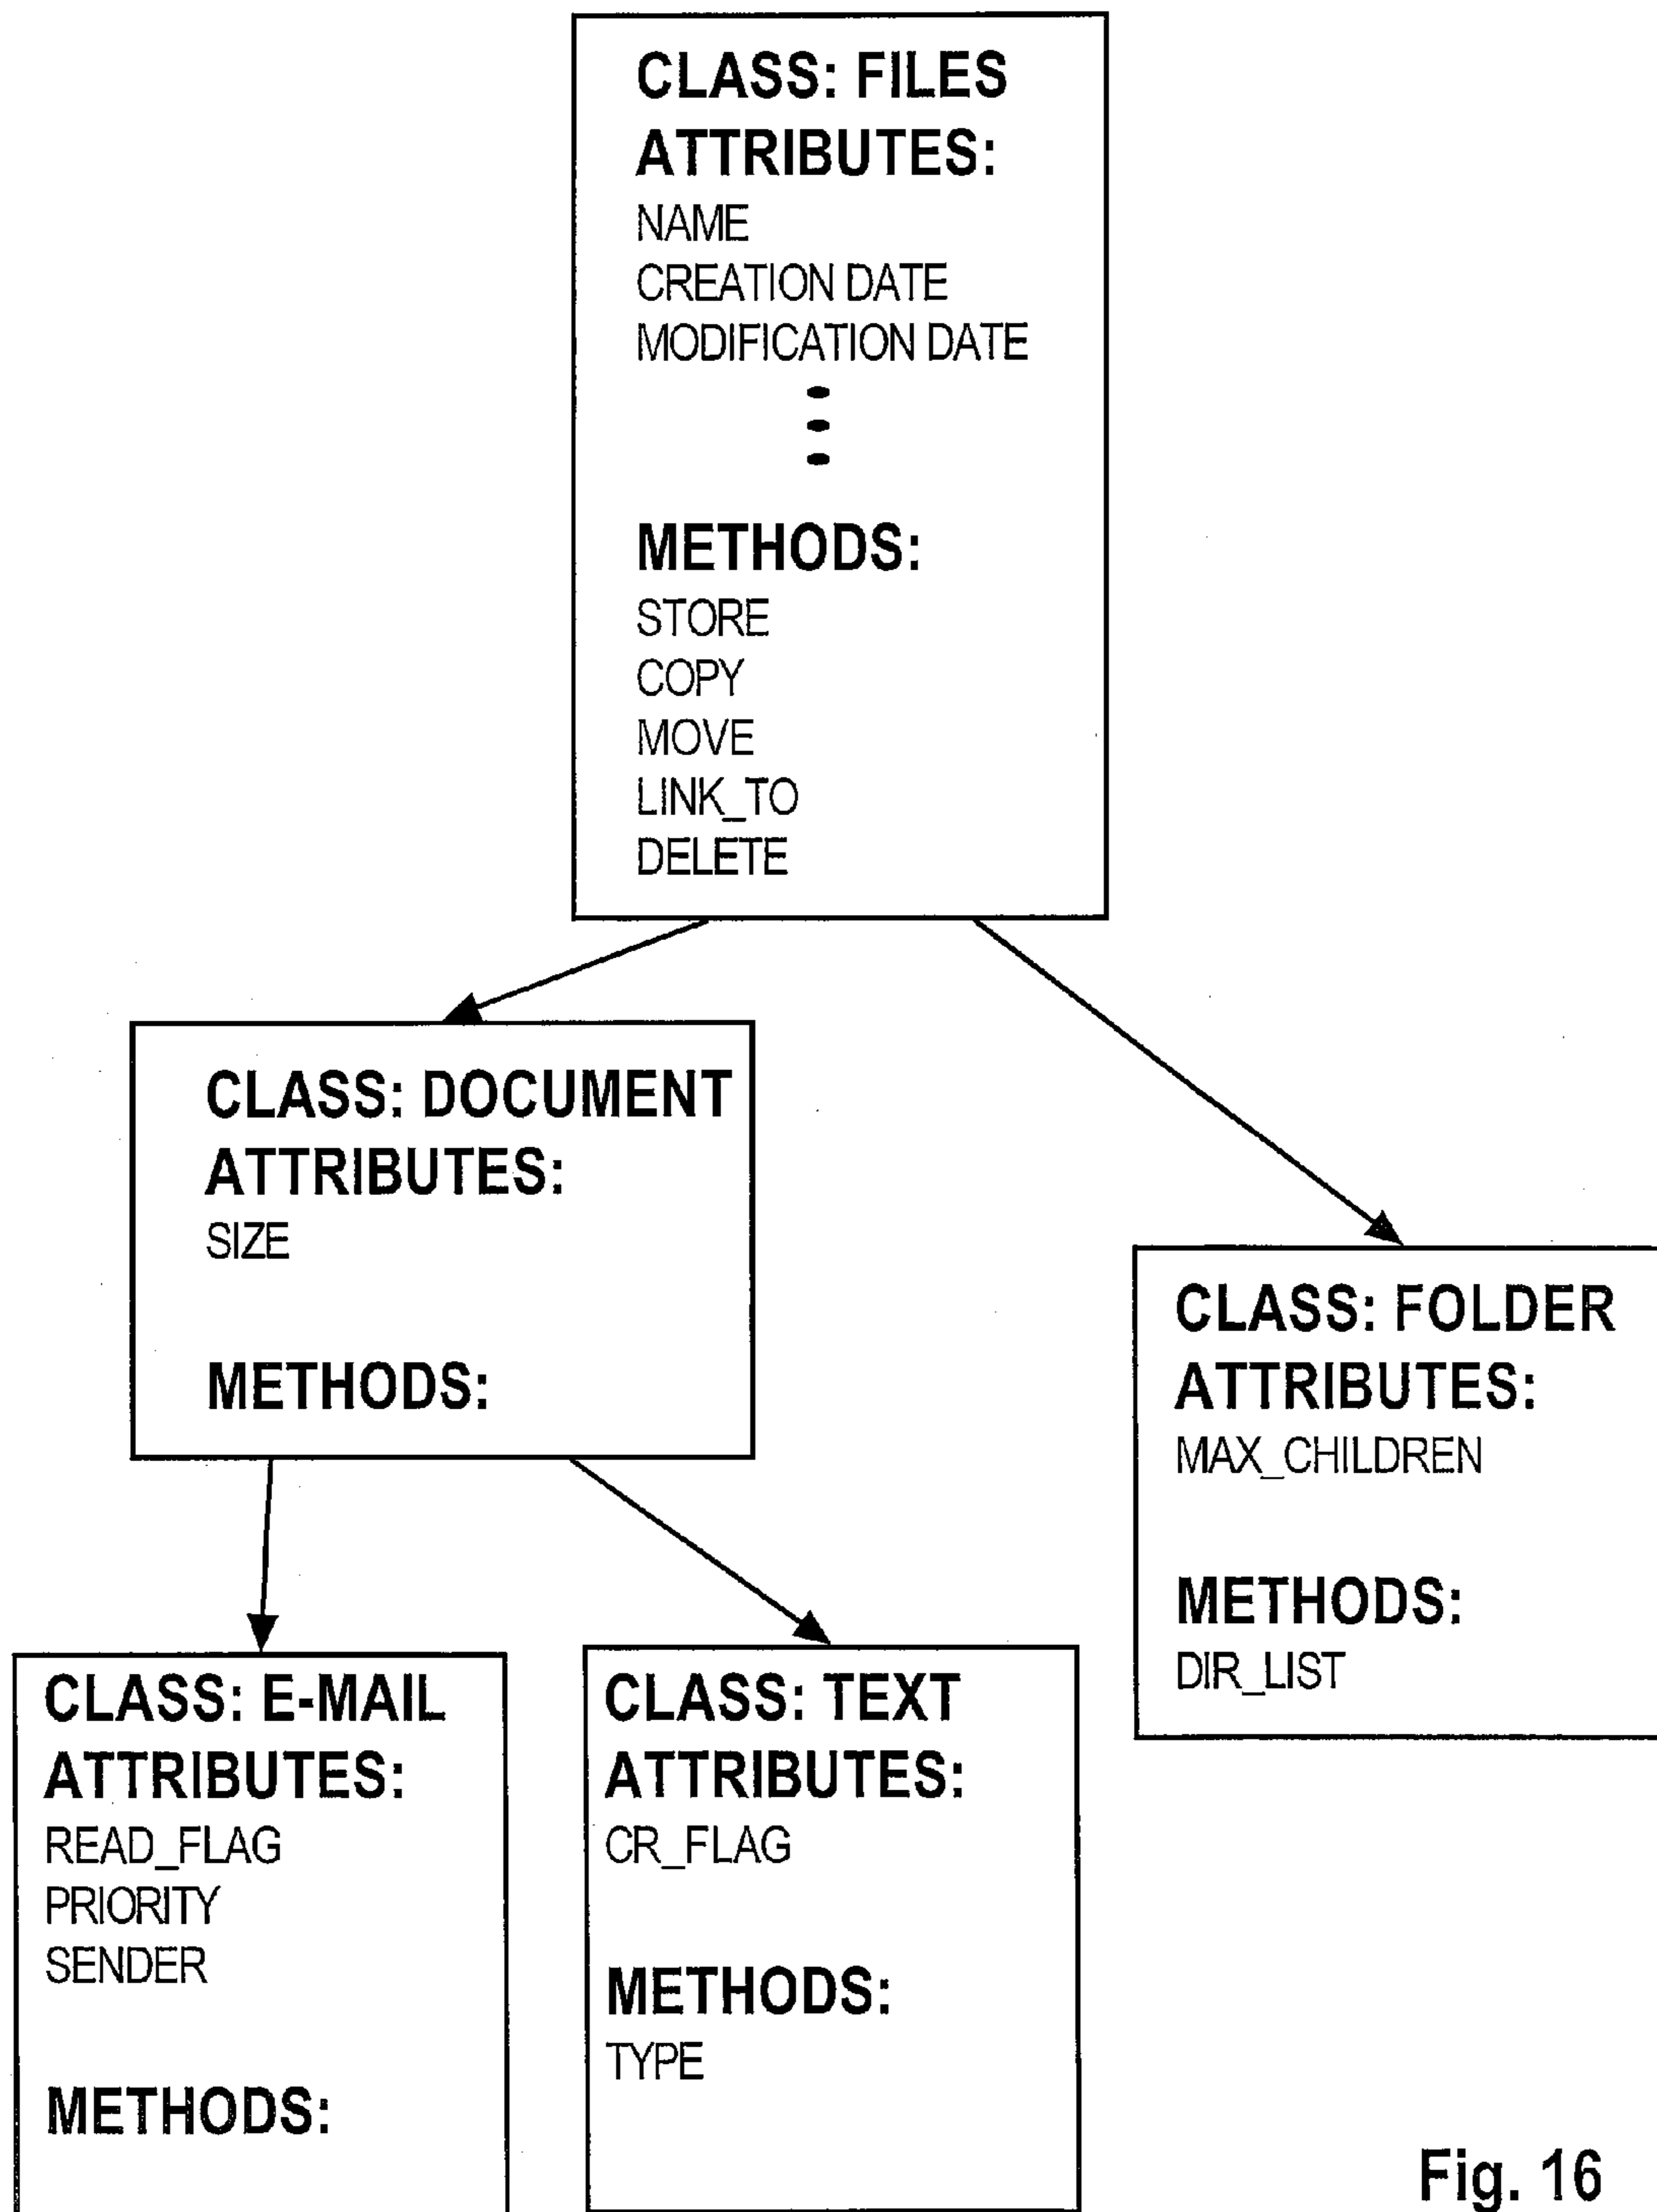 CLASS: FILES
ATTRIBUTES:
NAME
CREATION DATE
MODIFICATION DATE
METHODS:
STORE
COPY
MOVE
LINK_TO
DELETE
CLASS: DOCUMENT
ATTRIBUTES:
SIZE
METHODS:
CLASS: FOLDER
ATTRIBUTES:
MAX_CHILDREN
METHODS:
DIR_LIST
CLASS: E-MAIL
ATTRIBUTES:
READ_FLAG
PRIORITY
SENDER
METHODS:
CLASS: TEXT
ATTRIBUTES:
CR_FLAG
METHODS:
TYPE
Fig. 16